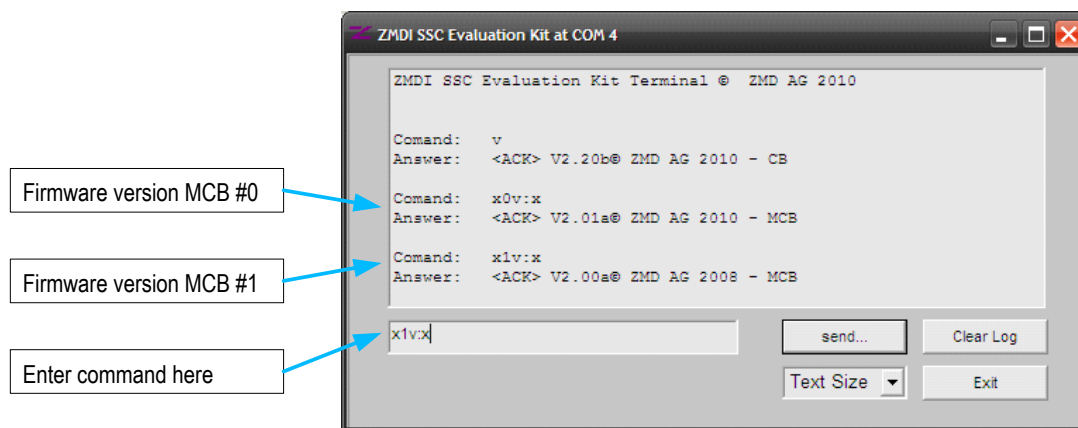 ZMDI SSC Evaluation Kit at COM 4
ZMDI SSC Evaluation Kit Terminal © ZMD AG 2010
Comand: v
Answer: <ACK> V2.20b© ZMD AG 2010 - CB
Firmware version MCB #0
Comand: x0v:x
Answer: <ACK> V2.01a© ZMD AG 2010 - MCB
Firmware version MCB #1
Comand: x1v:x
Answer: <ACK> V2.00a© ZMD AG 2008 - MCB
Enter command here
x1v:x
send...
Clear Log
Text Size
Exit